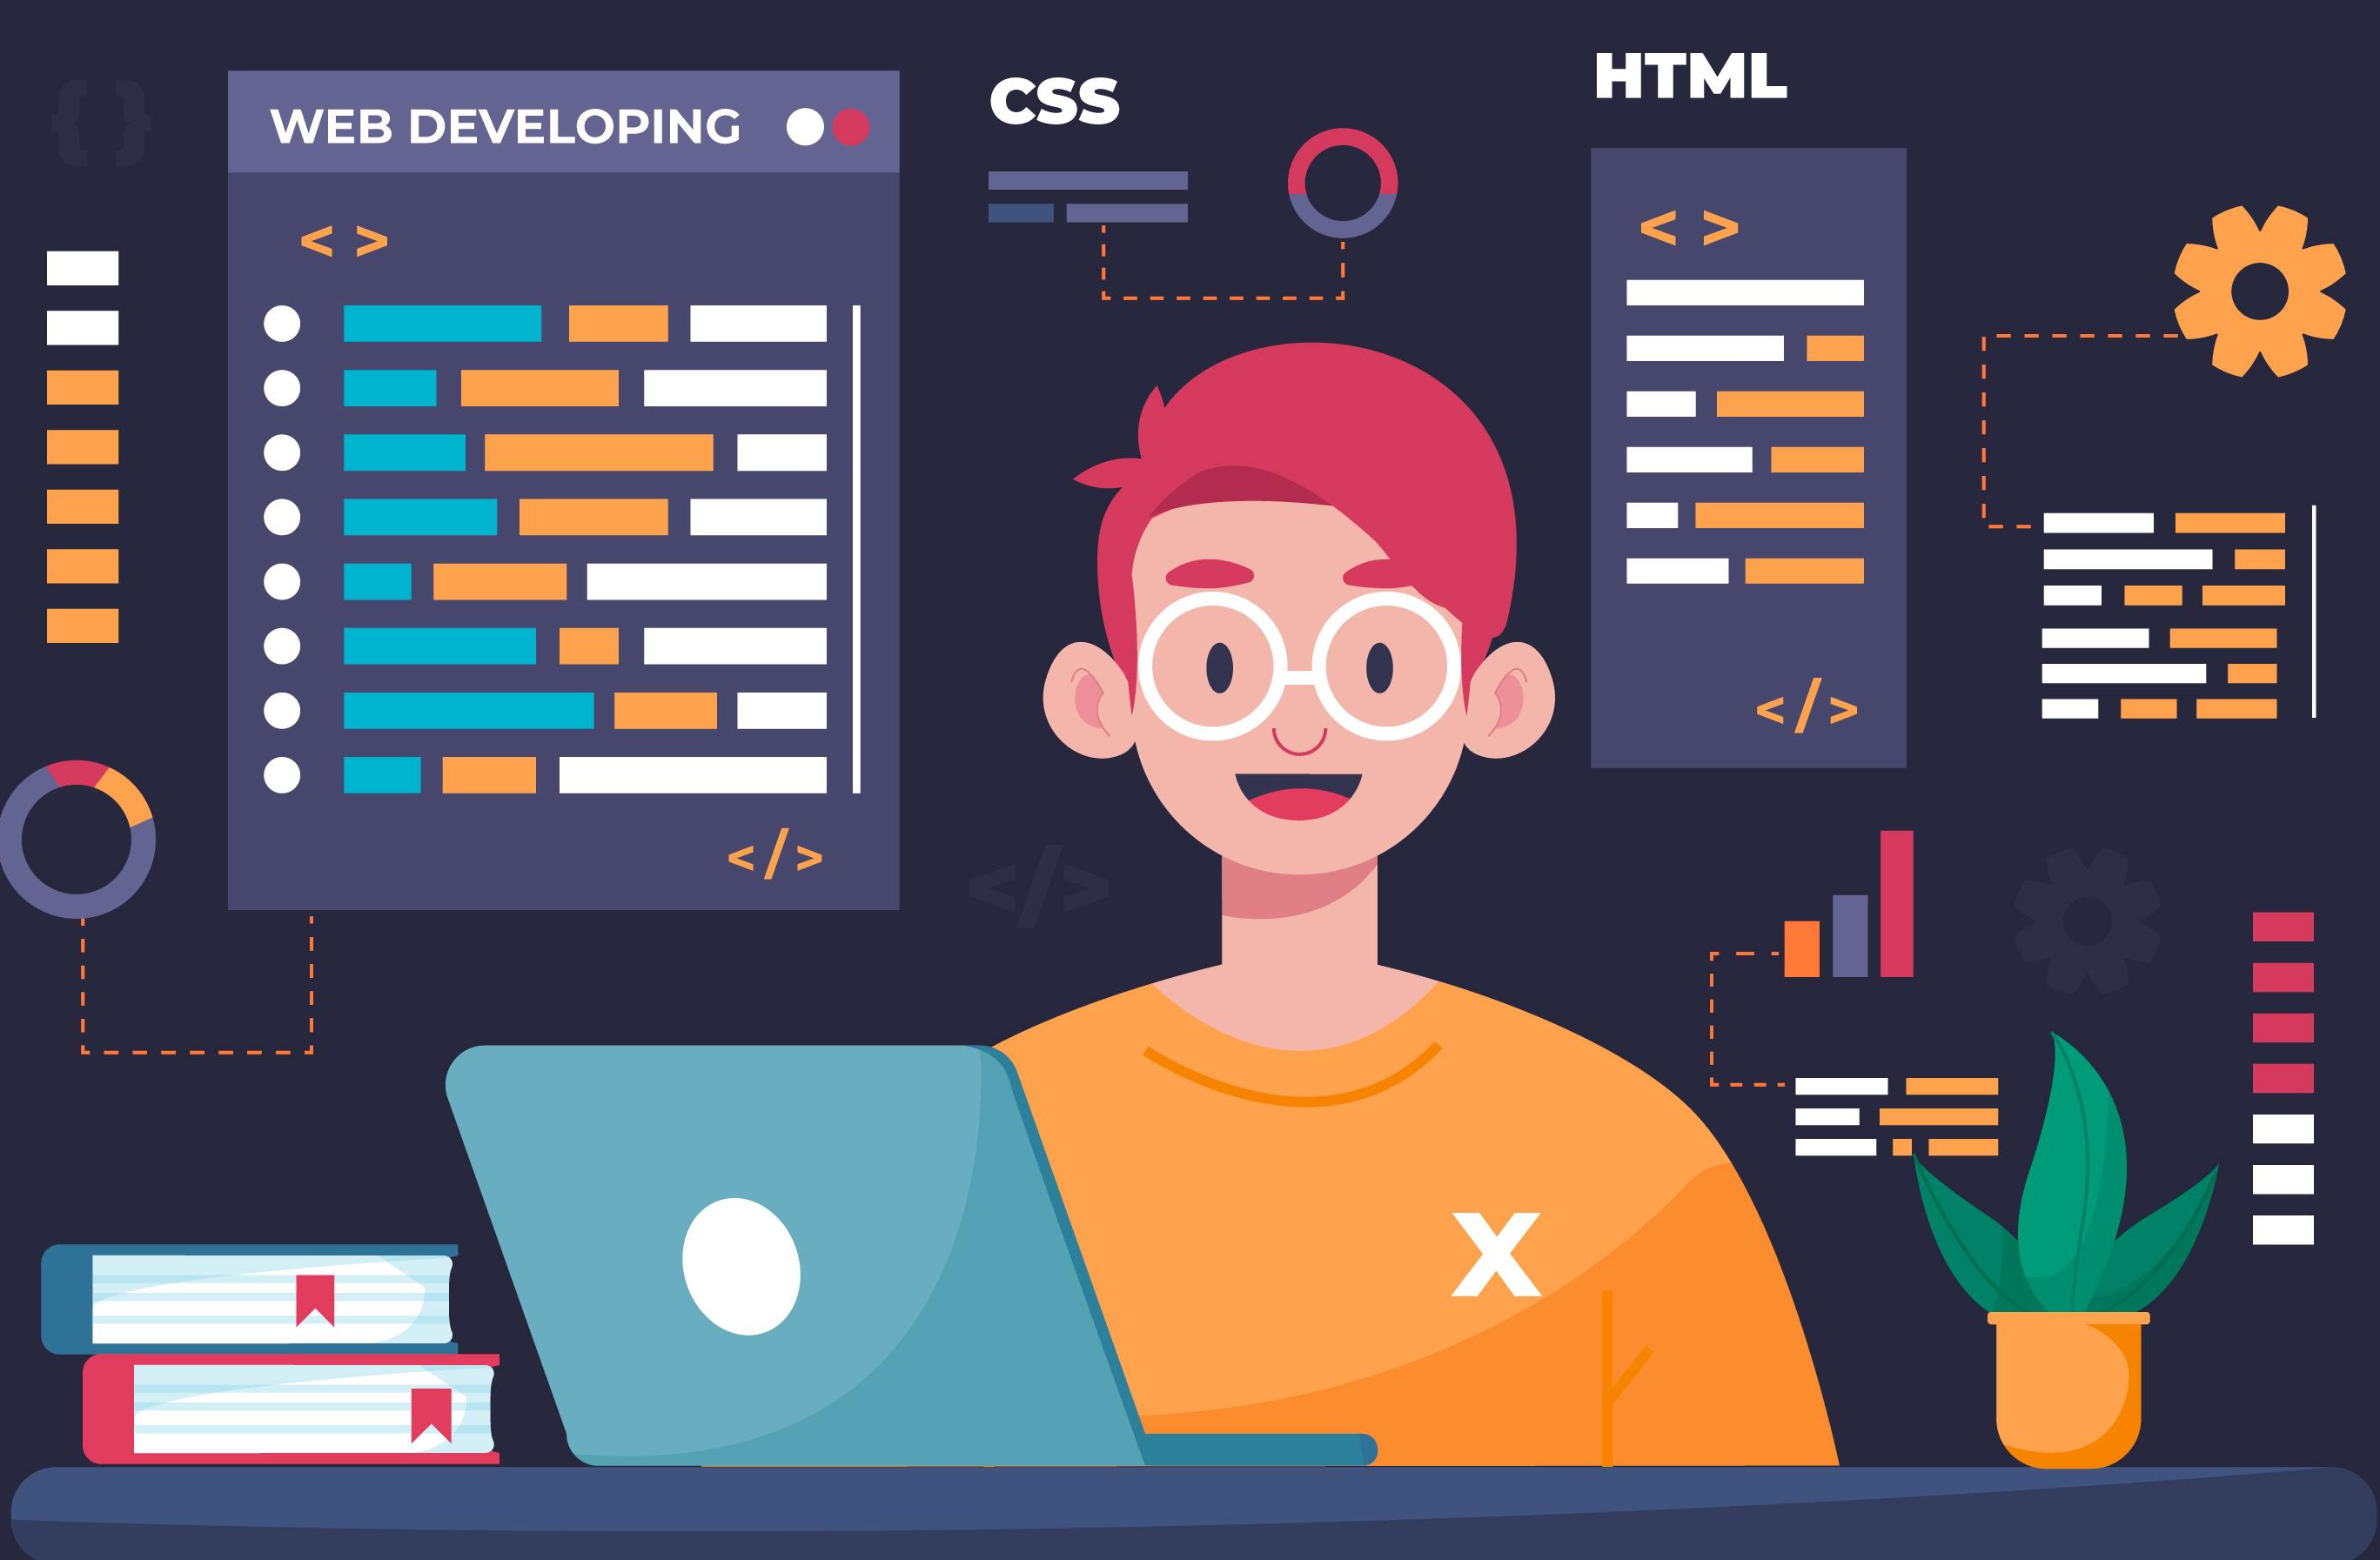 { }
WEB DEVELOPING
CSS
HTML
< >
< >
</>
</>
</>
X